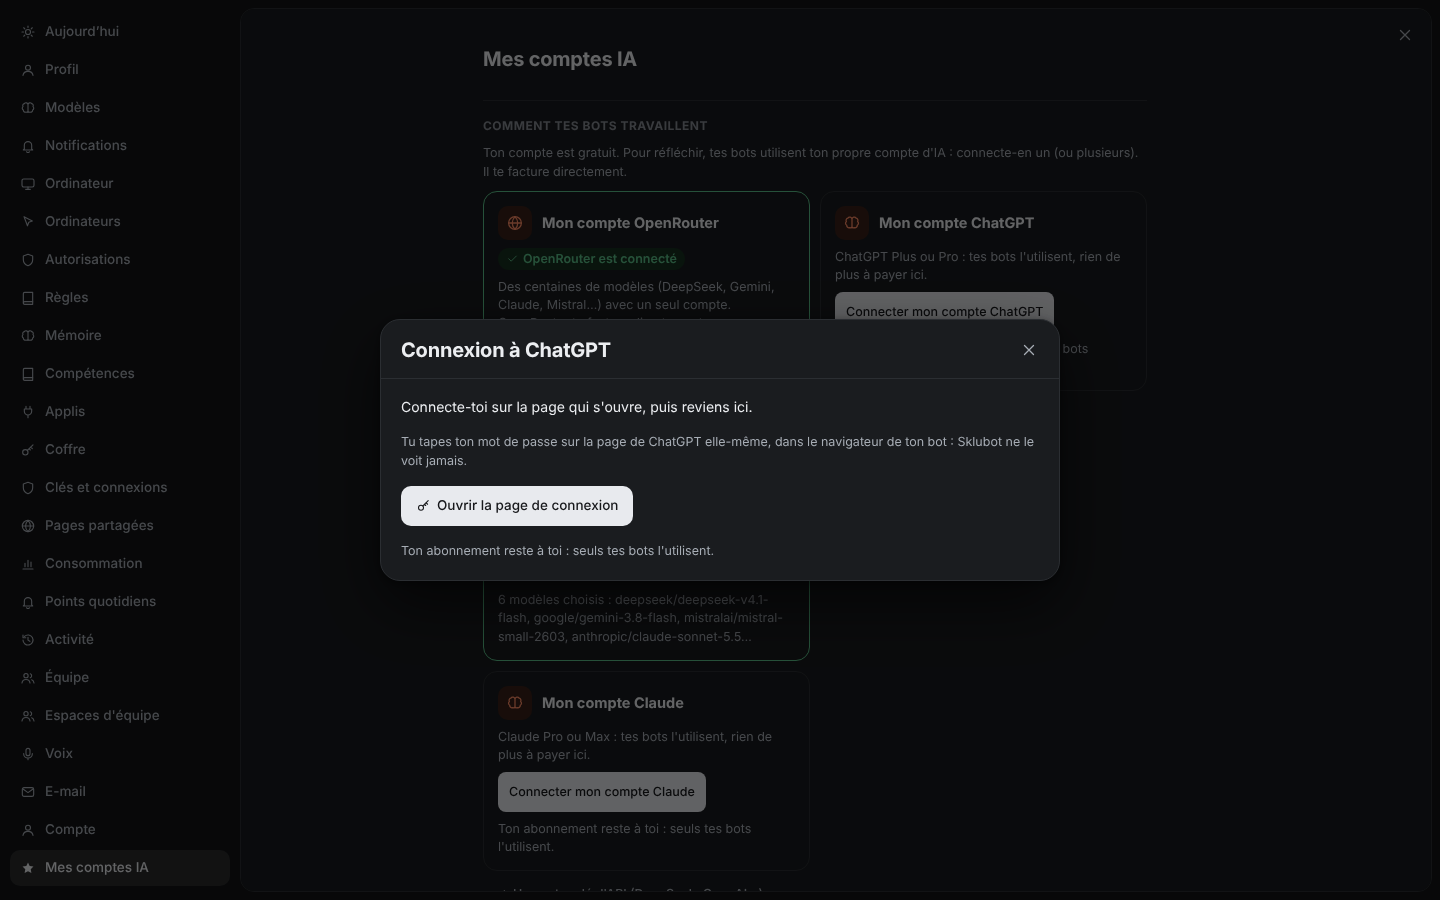 Aujourd'hui
Profil
Modèles
Notifications
Ordinateur
Ordinateurs
Autorisations
Règles
Mémoire
Compétences
Applis
Coffre
Clés et connexions
Pages partagées
Consommation
Points quotidiens
Activité
Équipe
Espaces d'équipe
Voix
E-mail
Compte
Mes comptes IA
Mes comptes IA
COMMENT TES BOTS TRAVAILLENT
Ton compte est gratuit. Pour réfléchir, tes bots utilisent ton propre compte d'IA : connecte-en un (ou plusieurs).
Il te facture directement.
Mon compte OpenRouter
OpenRouter est connecté
Des centaines de modèles (DeepSeek, Gemini,
Claude, Mistral…) avec un seul compte.
Mon compte ChatGPT
ChatGPT Plus ou Pro : tes bots l'utilisent, rien de
plus à payer ici.
Connecter mon compte ChatGPT
bots
Connexion à ChatGPT
Connecte-toi sur la page qui s'ouvre, puis reviens ici.
Tu tapes ton mot de passe sur la page de ChatGPT elle-même, dans le navigateur de ton bot : Sklubot ne le
voit jamais.
Ouvrir la page de connexion
Ton abonnement reste à toi : seuls tes bots l'utilisent.
6 modèles choisis : deepseek/deepseek-v4.1-
flash, google/gemini-3.8-flash, mistralai/mistral-
small-2603, anthropic/claude-sonnet-5.5…
Mon compte Claude
Claude Pro ou Max : tes bots l'utilisent, rien de
plus à payer ici.
Connecter mon compte Claude
Ton abonnement reste à toi : seuls tes bots
l'utilisent.